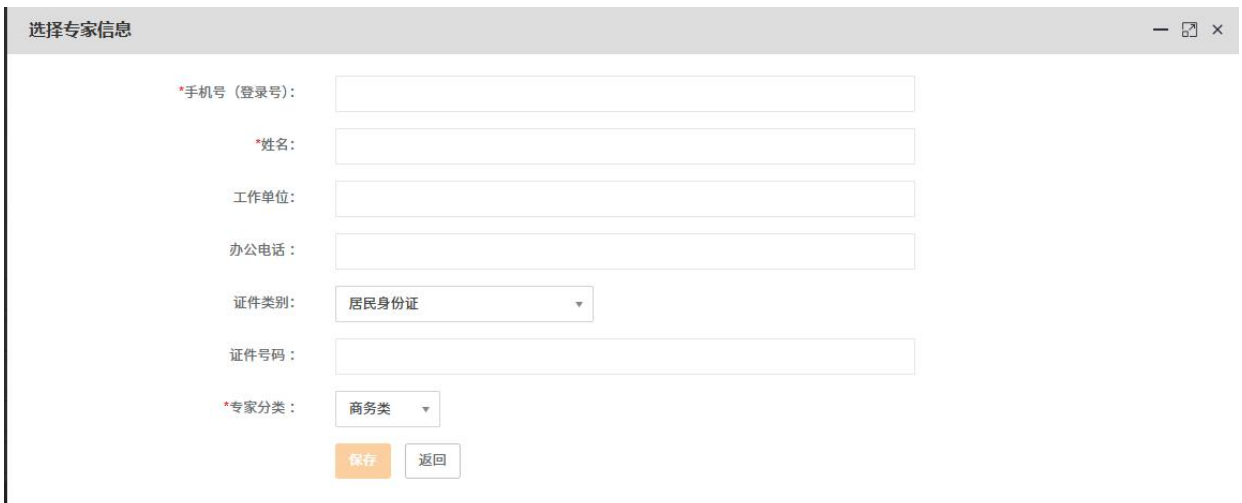 选择专家信息
*手机号（登录号）：
*姓名：
工作单位：
办公电话：
证件类别： 居民身份证
证件号码：
*专家分类： 商务类
保存 返回